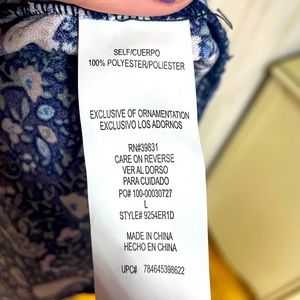 SELF/CUERPO
100% POLYESTER/POLIESTER
EXCLUSIVE OF ORNAMENTATION
EXCLUSIVO LOS ADORNOS
RN#39831
CARE ON REVERSE
VER AL DORSO
PARA CUIDADO
PO# 100-00030727
L
STYLE# 9254ER1D
MADE IN CHINA
HECHO EN CHINA
UPC# 784645398622